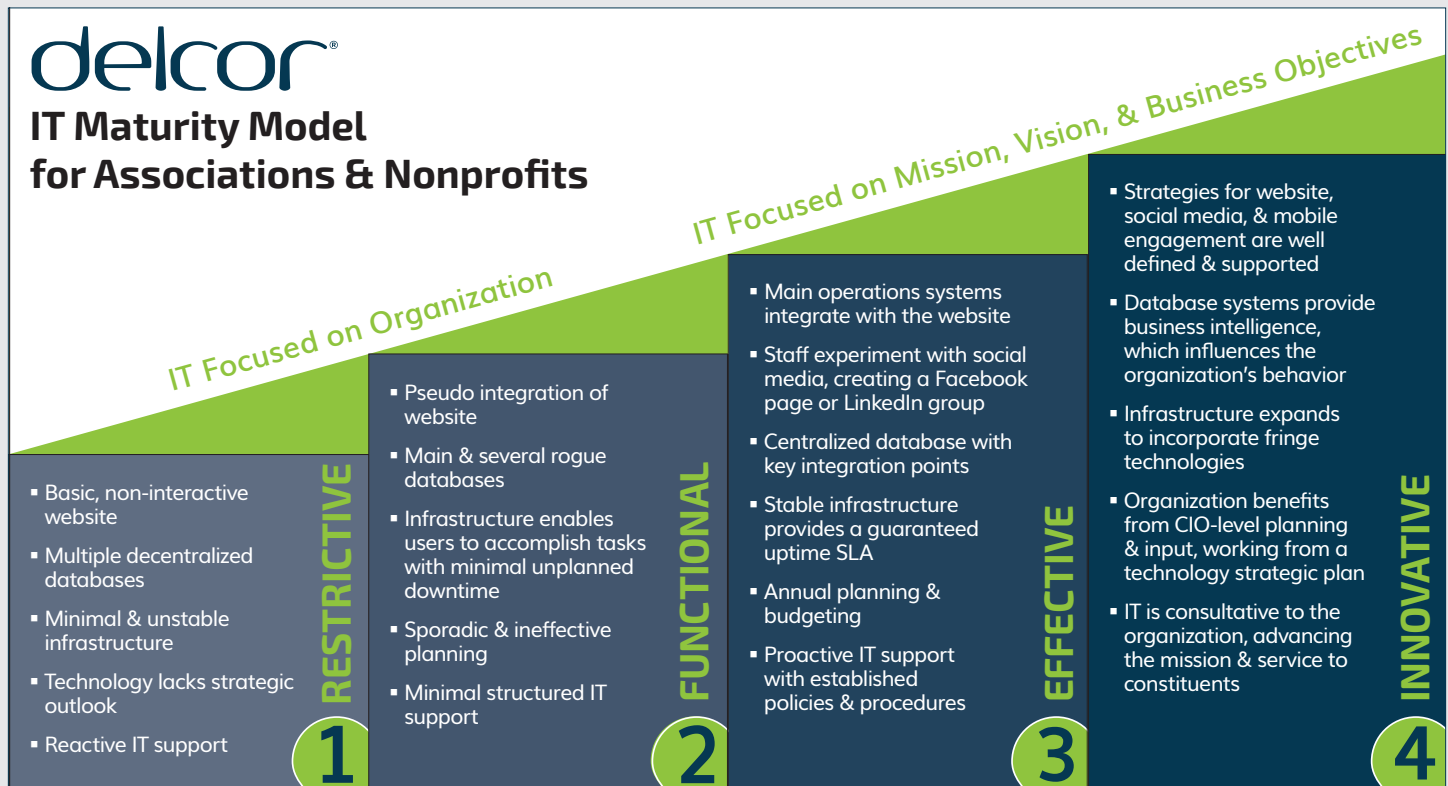 delcor®
IT Maturity Model
for Associations & Nonprofits
IT Focused on Organization
IT Focused on Mission, Vision, & Business Objectives
▪ Basic, non-interactive
website
▪ Multiple decentralized
databases
▪ Minimal & unstable
infrastructure
▪ Technology lacks strategic
outlook
▪ Reactive IT support
RESTRICTIVE
1
▪ Pseudo integration of
website
▪ Main & several rogue
databases
▪ Infrastructure enables
users to accomplish tasks
with minimal unplanned
downtime
▪ Sporadic & ineffective
planning
▪ Minimal structured IT
support
FUNCTIONAL
2
▪ Main operations systems
integrate with the website
▪ Staff experiment with social
media, creating a Facebook
page or LinkedIn group
▪ Centralized database with
key integration points
▪ Stable infrastructure
provides a guaranteed
uptime SLA
▪ Annual planning &
budgeting
▪ Proactive IT support
with established
policies & procedures
EFFECTIVE
3
▪ Strategies for website,
social media, & mobile
engagement are well
defined & supported
▪ Database systems provide
business intelligence,
which influences the
organization's behavior
▪ Infrastructure expands
to incorporate fringe
technologies
▪ Organization benefits
from CIO-level planning
& input, working from a
technology strategic plan
▪ IT is consultative to the
organization, advancing
the mission & service to
constituents
INNOVATIVE
4